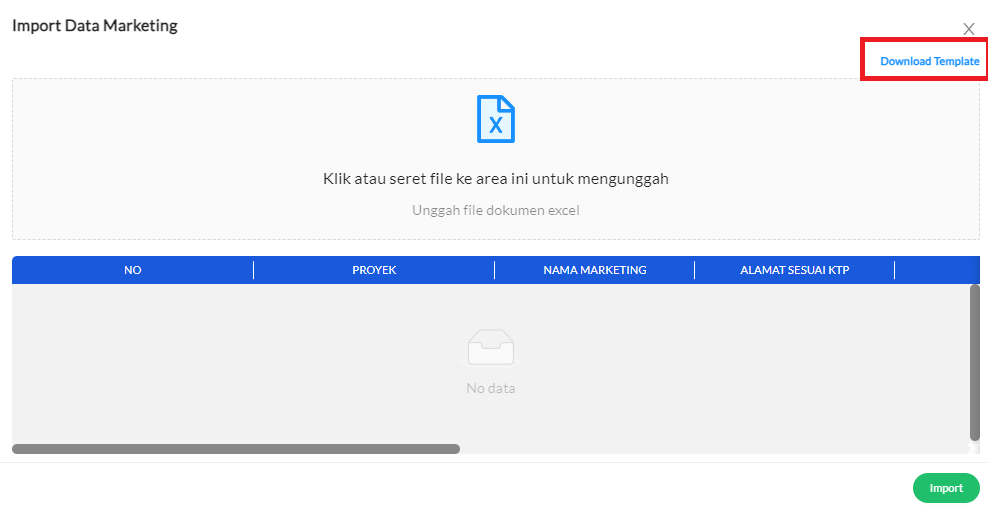 Import Data Marketing
X
Download Template
X
Klik atau seret file ke area ini untuk mengunggah
Unggah file dokumen excel
NO PROYEK NAMA MARKETING ALAMAT SESUAI KTP
No data
Import